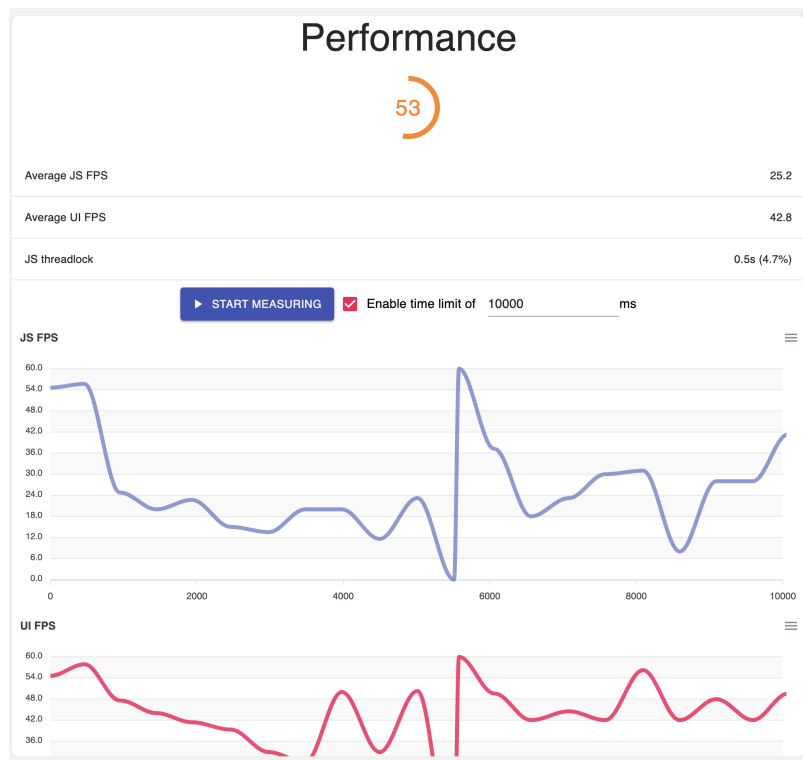 Performance
53
Average JS FPS 25.2
Average UI FPS 42.8
JS threadlock 0.5s (4.7%)
START MEASURING Enable time limit of 10000 ms
JS FPS
60.0
54.0
48.0
42.0
36.0
30.0
24.0
18.0
12.0
6.0
0.0
0 2000 4000 6000 8000 10000
UI FPS
60.0
54.0
48.0
42.0
36.0